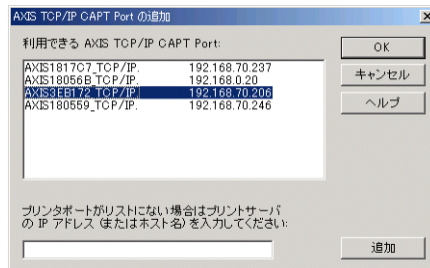 AXIS TCP/IP CAPT Port の追加
利用できる AXIS TCP/IP CAPT Port:
OK
AXIS1817C7_TCP/IP. 192.168.70.237
AXIS18056B_TCP/IP. 192.168.0.20
キャンセル
AXIS3EB172_TCP/IP. 192.168.70.206
AXIS180559_TCP/IP. 192.168.70.246
ヘルプ
プリンタポートがリストにない場合はプリントサーバ
の IP アドレス (またはホスト名) を入力してください:
追加